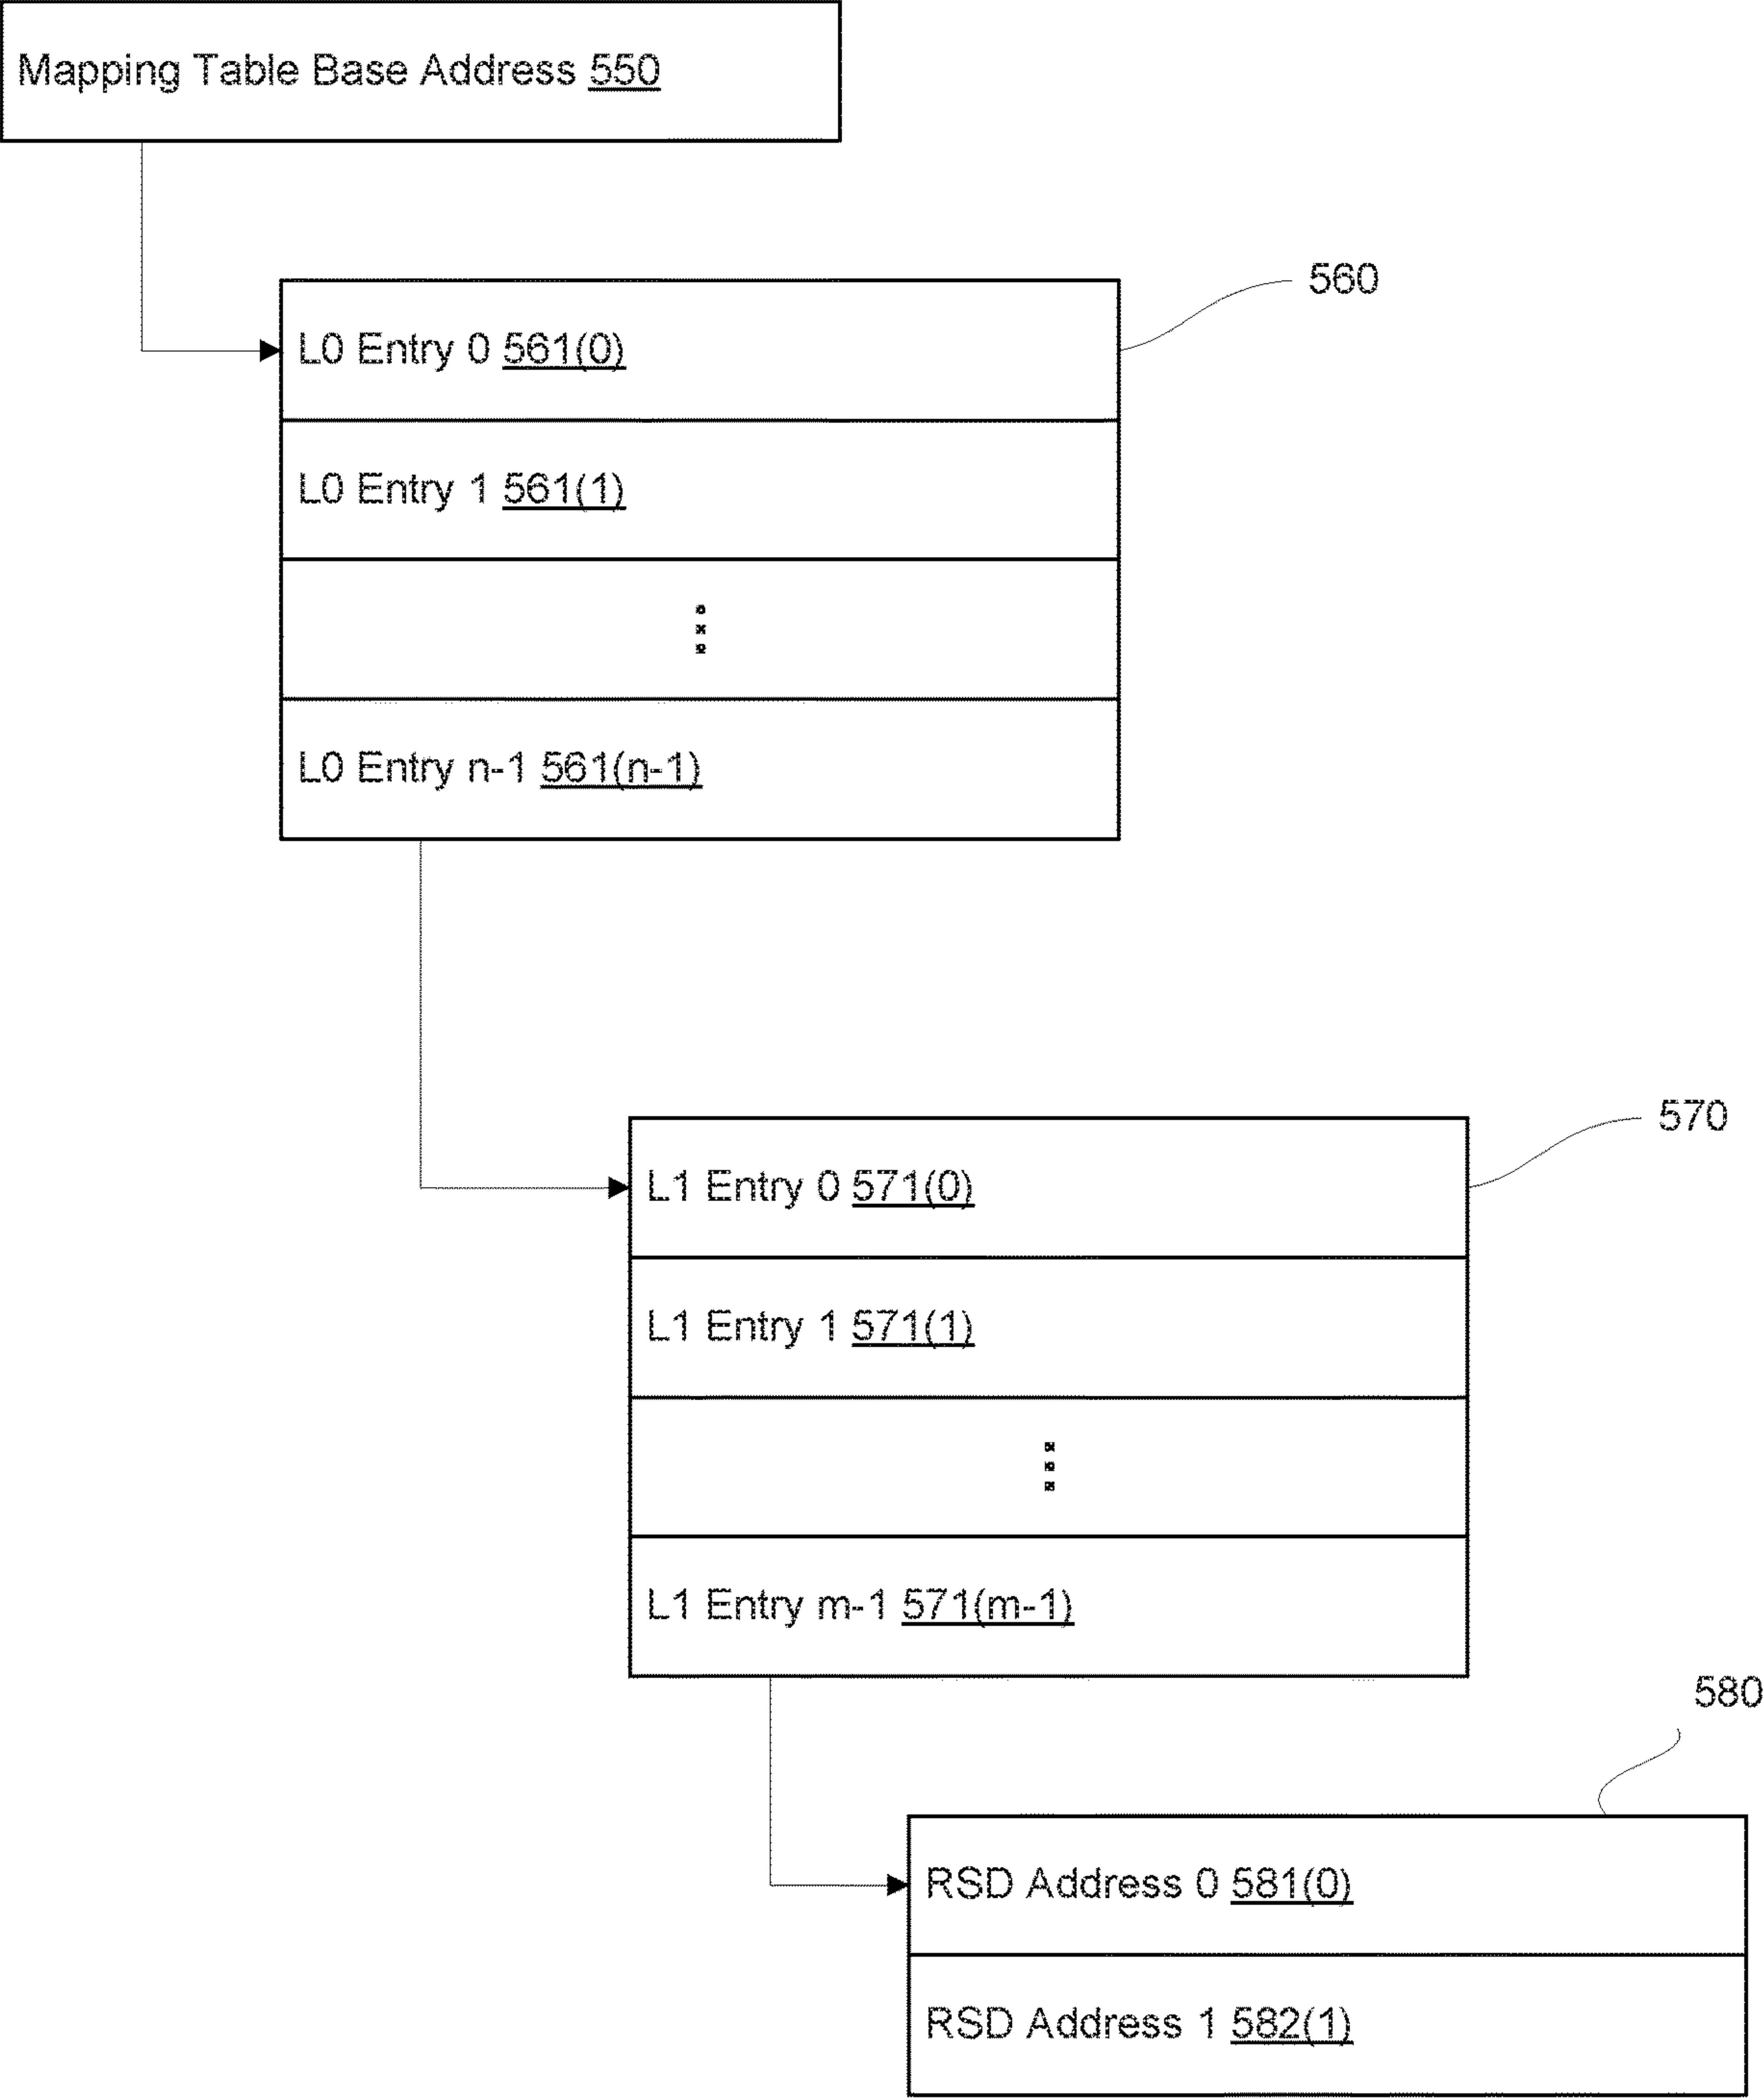 Mapping Table Base Address 550
560
L0 Entry 0 561(0)
L0 Entry 1 561(1)
L0 Entry n-1 561(n-1)
570
L1 Entry 0 571(0)
L1 Entry 1 571(1)
L1 Entry m-1 571(m-1)
580
RSD Address 0 581(0)
RSD Address 1 582(1)